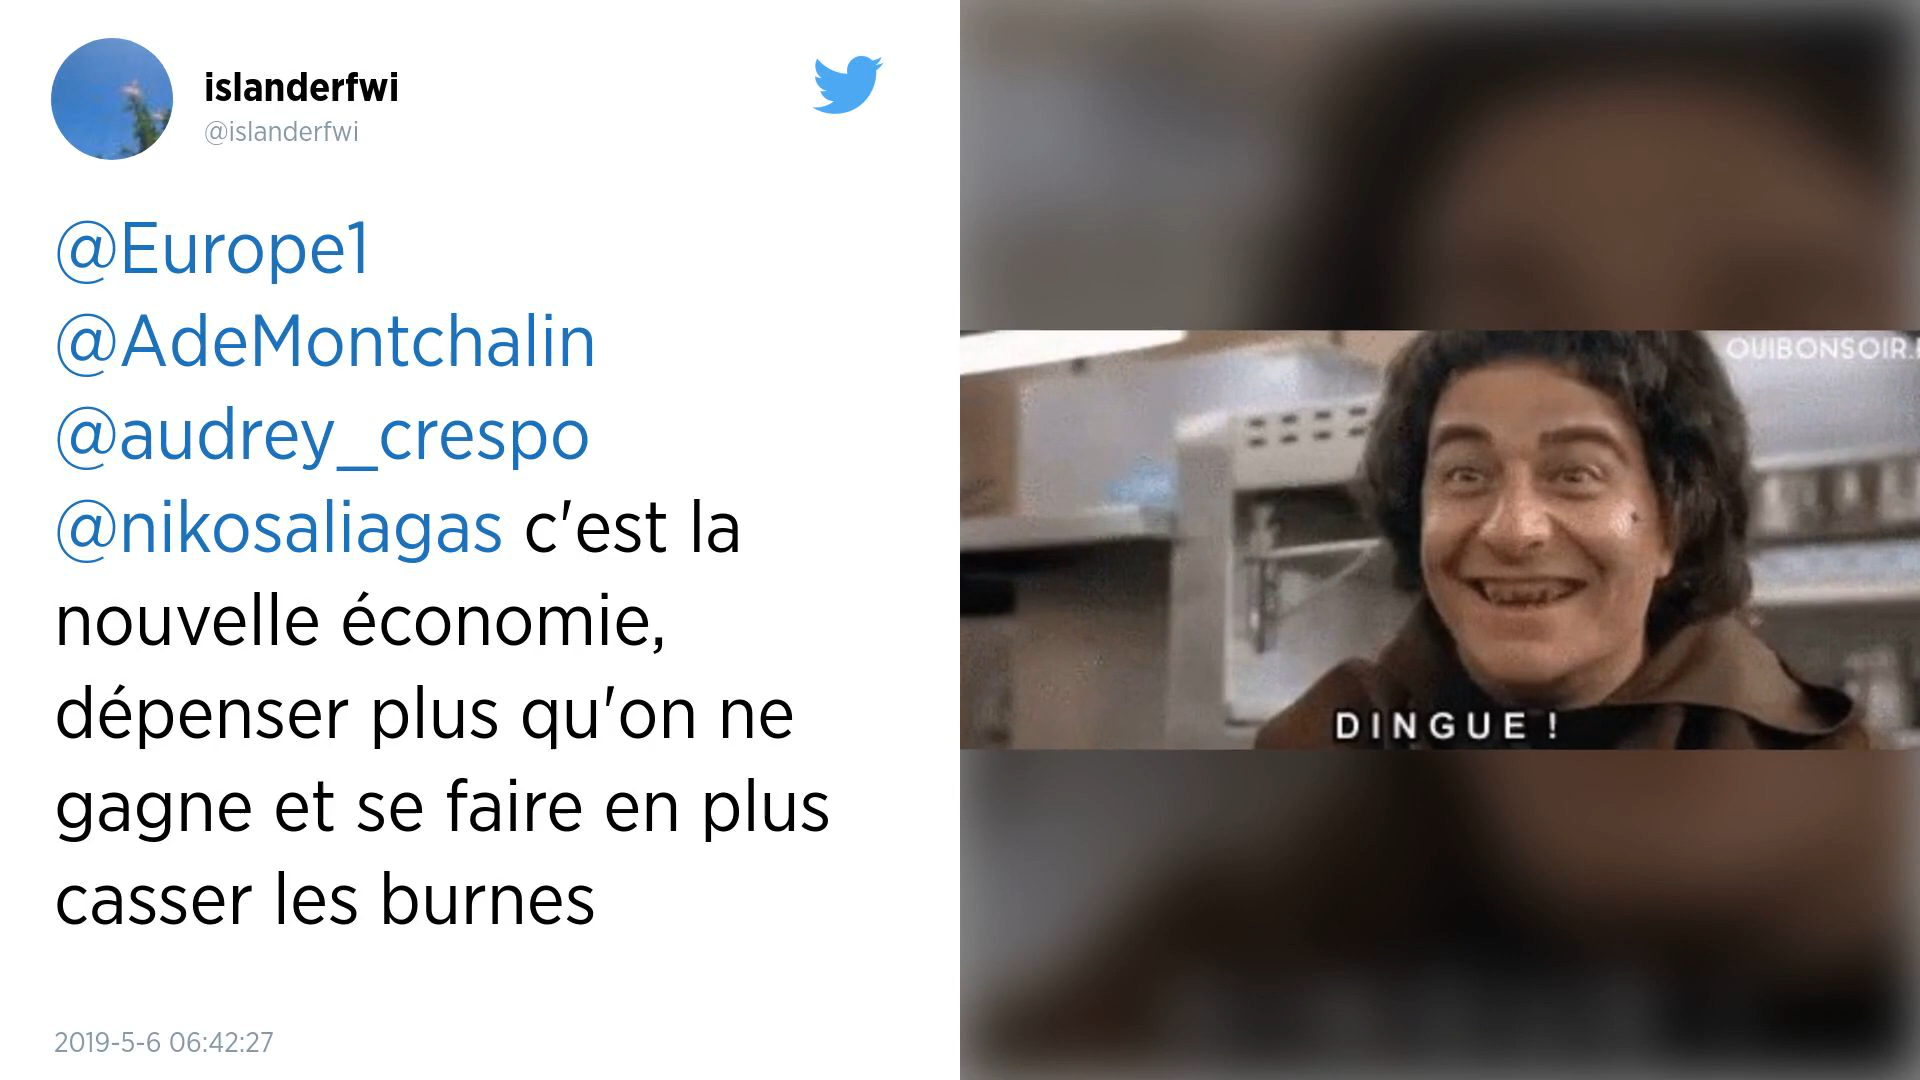 islanderfwi
@islanderfwi
@Europe1
@AdeMontchalin
@audrey_crespo
@nikosaliagas c'est la
nouvelle économie,
dépenser plus qu'on ne
gagne et se faire en plus
casser les burnes
2019-5-6 06:42:27
OUIBONSOIR.
DINGUE !